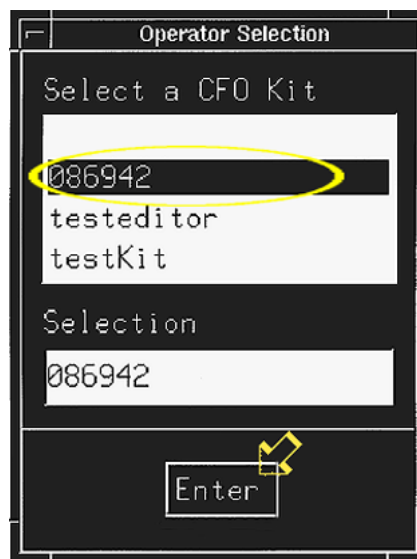 Operator Selection
Select a CFO Kit
086942
testeditor
testKit
Selection
086942
Enter